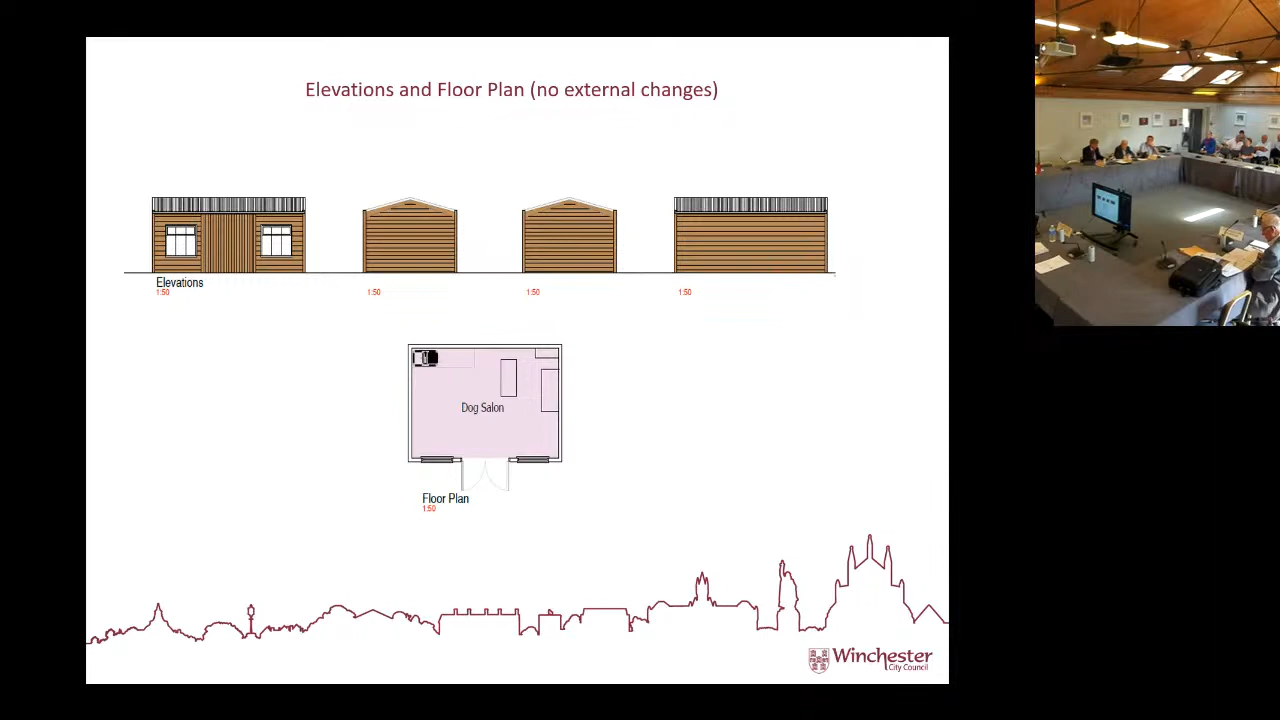 Elevations and Floor Plan (no external changes)
Elevations
1:50
1:50
1:50
1:50
Dog Salon
Floor Plan
1:50
Winchester
City Council